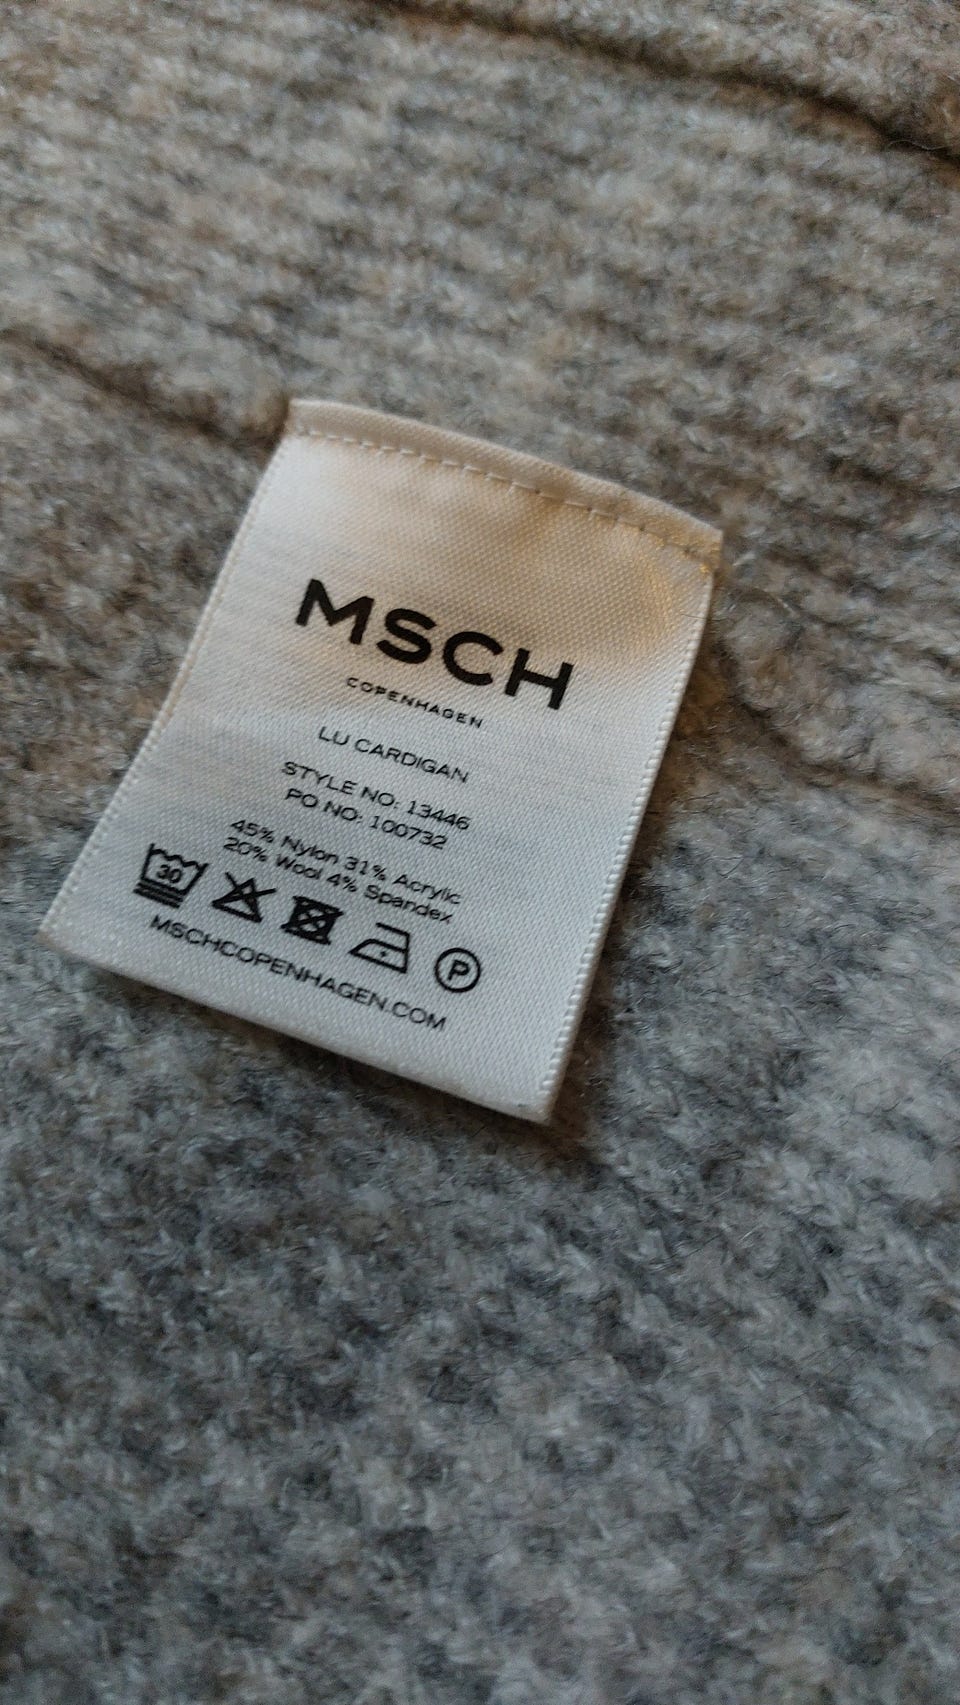 MSCH
COPENHAGEN
LU CARDIGAN
STYLE NO: 13446
PO NO: 100732
45% Nylon 31% Acrylic
20% Wool 4% Spandex
30
P
MSCHCOPENHAGEN.COM